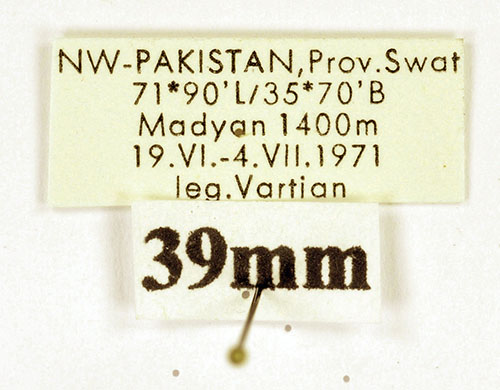 NW-PAKISTAN,Prov.Swat
71*90'L/35*70'B
Madyan 1400m
19.VI.-4.VII.1971
leg.Vartian
39mm